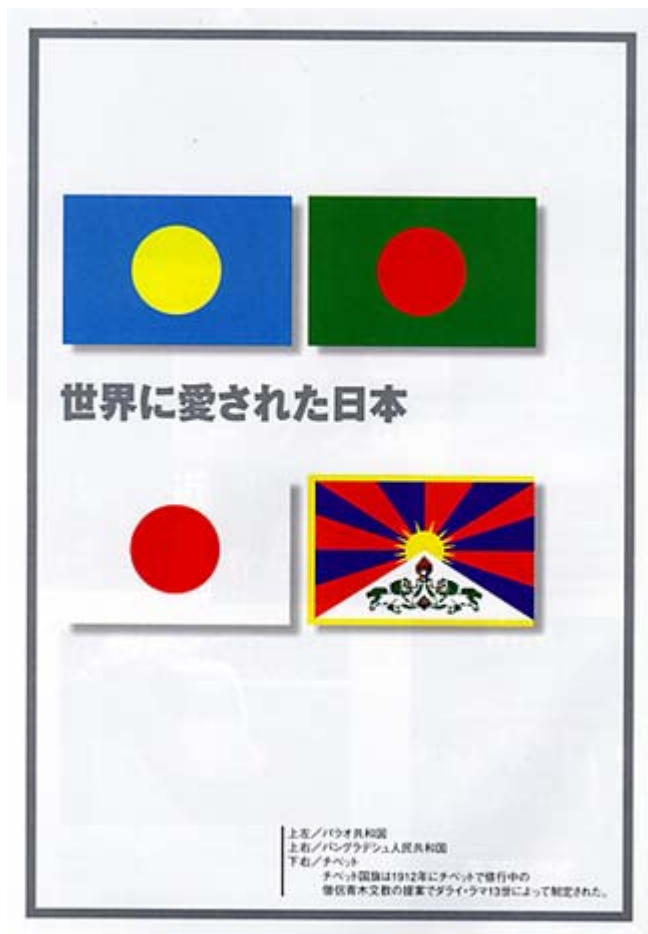 世界に愛された日本
上左／パラオ共和国
上右／バングラデシュ人民共和国
下右／チベット
チベット国旗は1912年にチベットで修行中の
僧侶青木文教の提案でダライ・ラマ13世によって制定された。